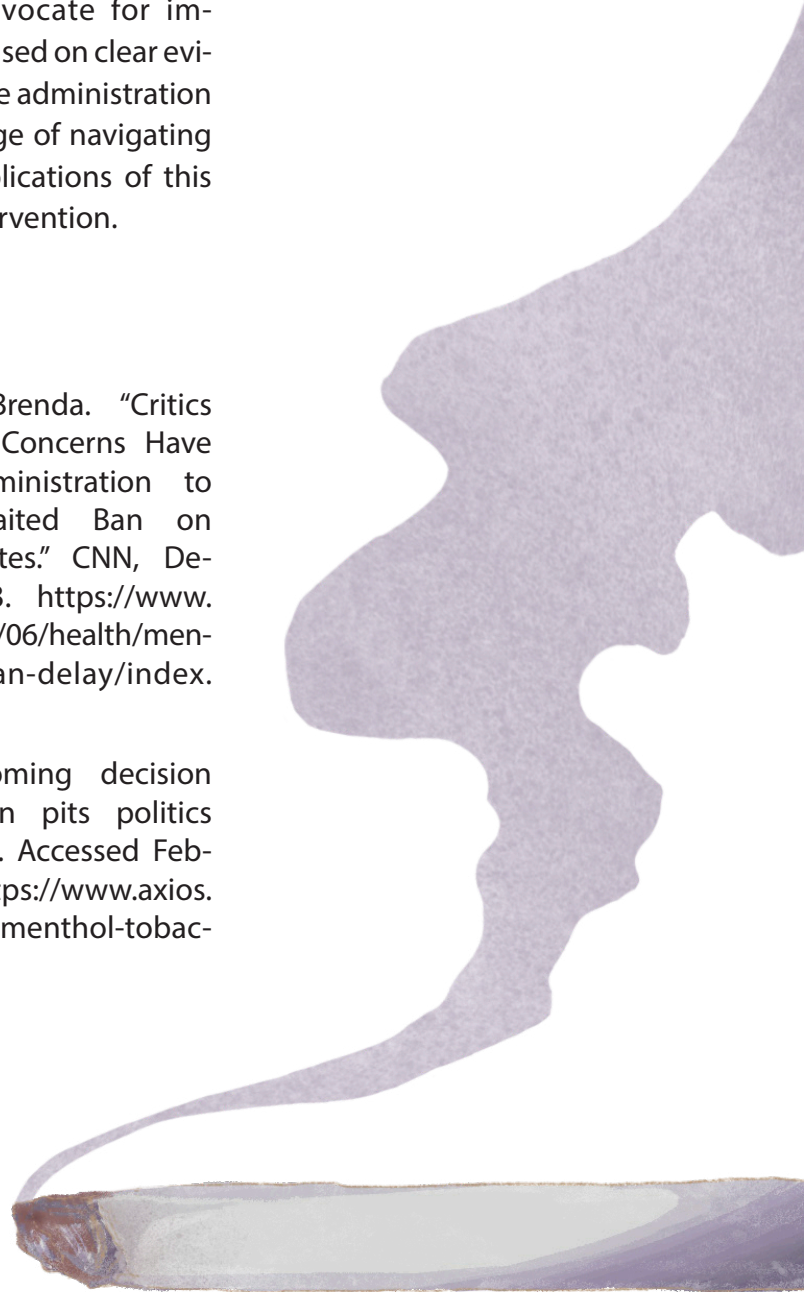 vocate for im-
sed on clear evi-
e administration
ge of navigating
plications of this
rvention.
Brenda. “Critics
Concerns Have
ministration to
aited Ban on
tes.” CNN, De-
3. https://www.
/06/health/men-
an-delay/index.
oming decision
n pits politics
. Accessed Feb-
tps://www.axios.
menthol-tobac-